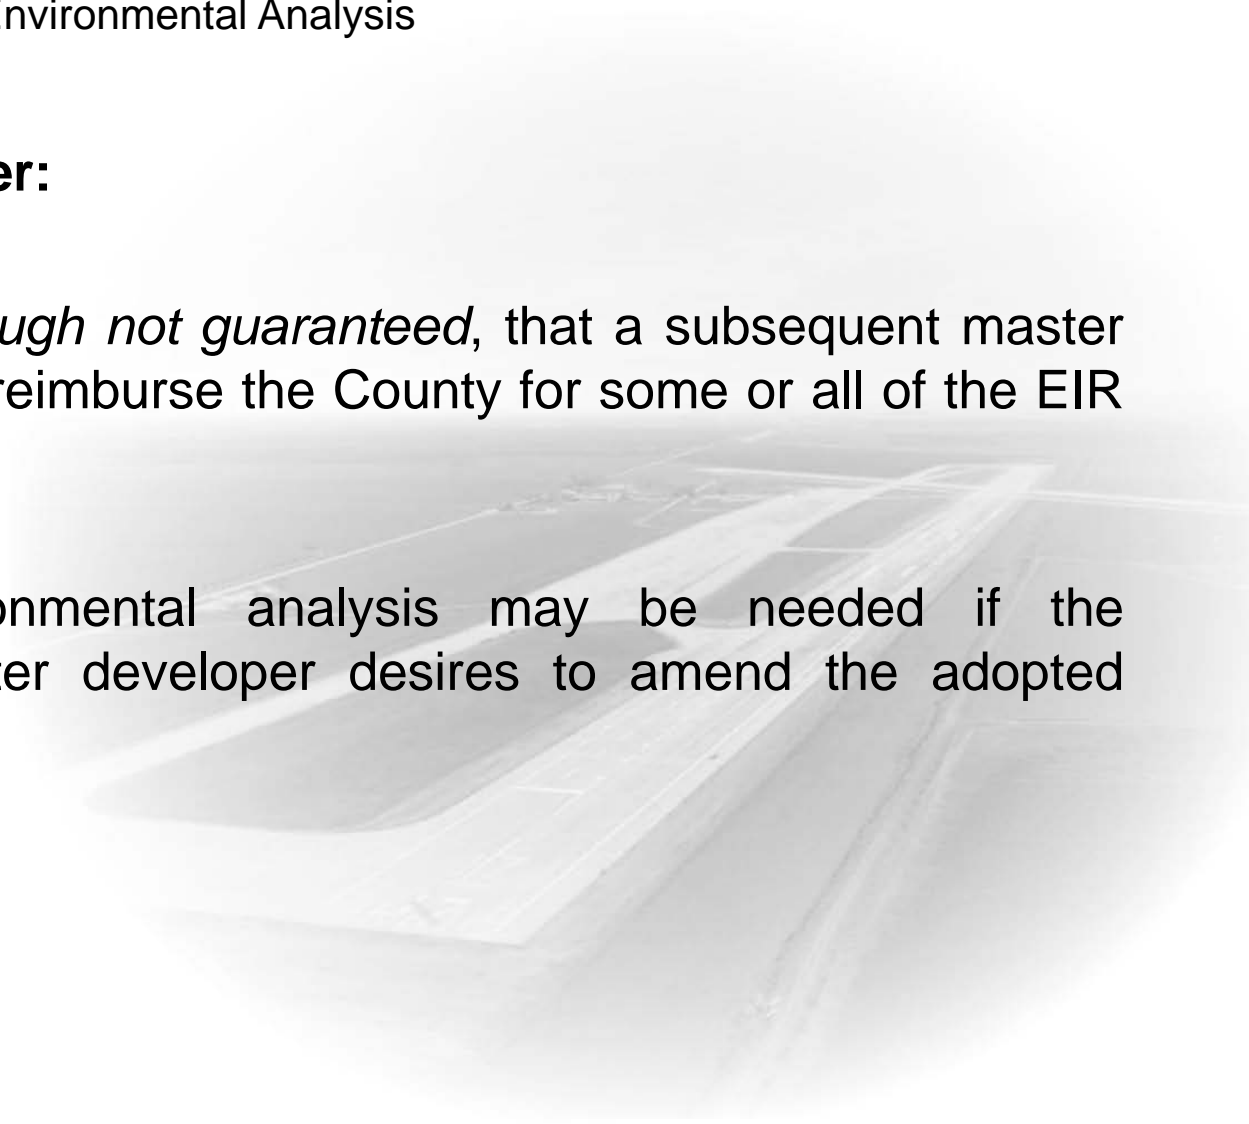 nvironmental Analysis
er:
ugh not guaranteed, that a subsequent master
reimburse the County for some or all of the EIR
onmental analysis may be needed if the
ter developer desires to amend the adopted